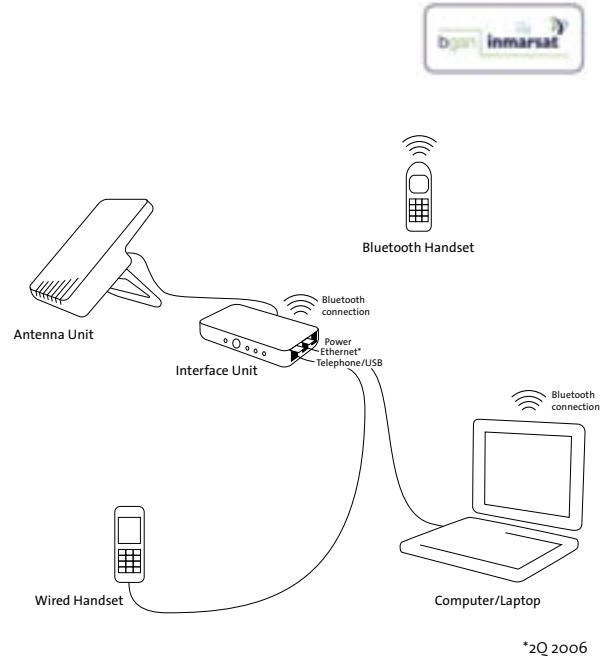 bgan inmarsat
Bluetooth Handset
Bluetooth
connection
Antenna Unit
Power
Ethernet*
Telephone/USB
Interface Unit
Bluetooth
connection
Wired Handset
Computer/Laptop
*2Q 2006